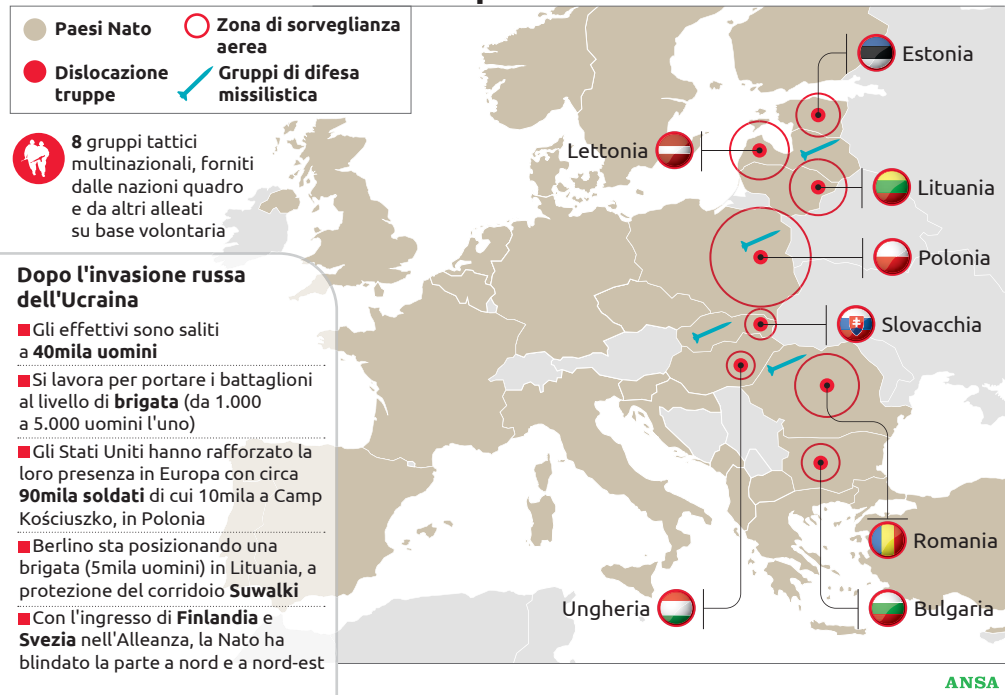 Paesi Nato
Zona di sorveglianza
aerea
Dislocazione
truppe
Gruppi di difesa
missilistica
8 gruppi tattici
multinazionali, forniti
dalle nazioni quadro
e da altri alleati
su base volontaria
Dopo l'invasione russa
dell'Ucraina
Gli effettivi sono saliti
a 40mila uomini
Si lavora per portare i battaglioni
al livello di brigata (da 1.000
a 5.000 uomini l'uno)
Gli Stati Uniti hanno rafforzato la
loro presenza in Europa con circa
90mila soldati di cui 10mila a Camp
Kościuszko, in Polonia
Berlino sta posizionando una
brigata (5mila uomini) in Lituania, a
protezione del corridoio Suwalki
Con l'ingresso di Finlandia e
Svezia nell'Alleanza, la Nato ha
blindato la parte a nord e a nord-est
Estonia
Lettonia
Lituania
Polonia
Slovacchia
Romania
Ungheria
Bulgaria
ANSA